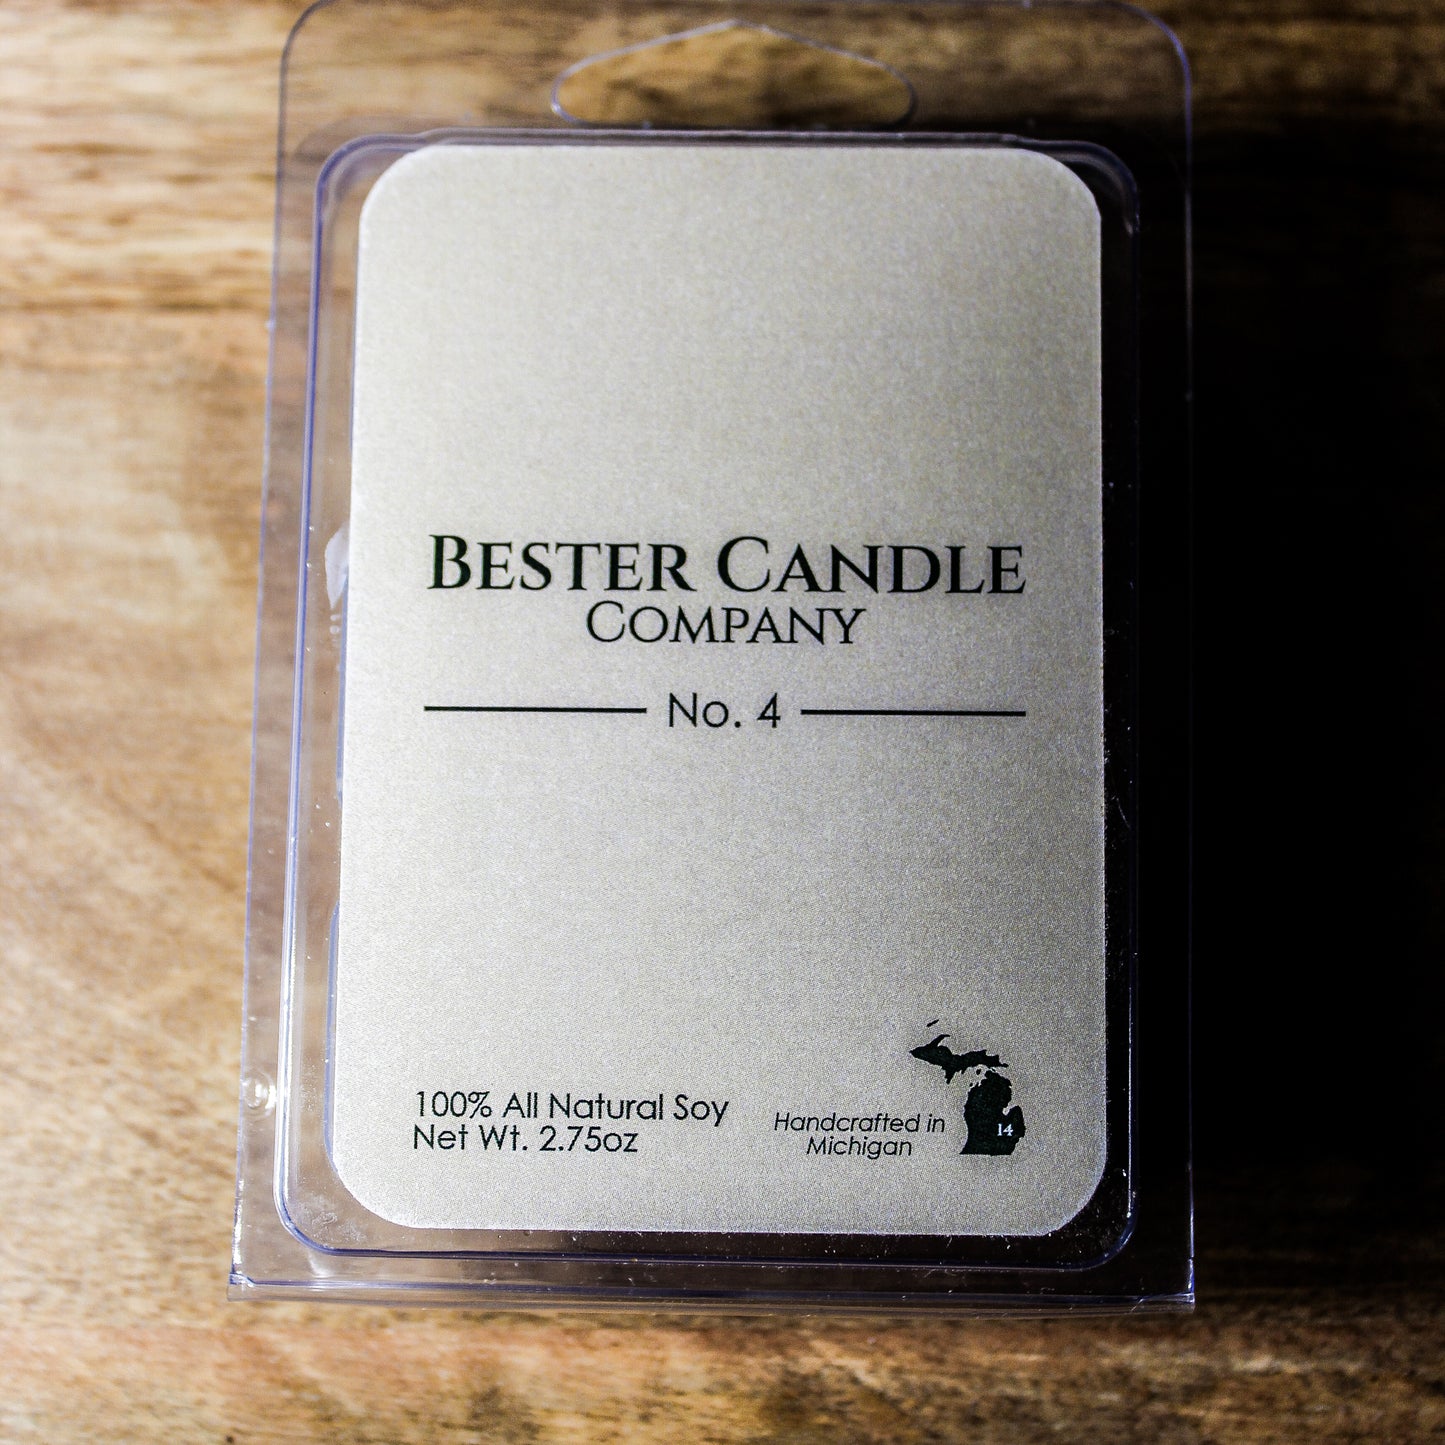 BESTER CANDLE
COMPANY
No. 4
100% All Natural Soy
Net Wt. 2.75oz
Handcrafted in
Michigan
14